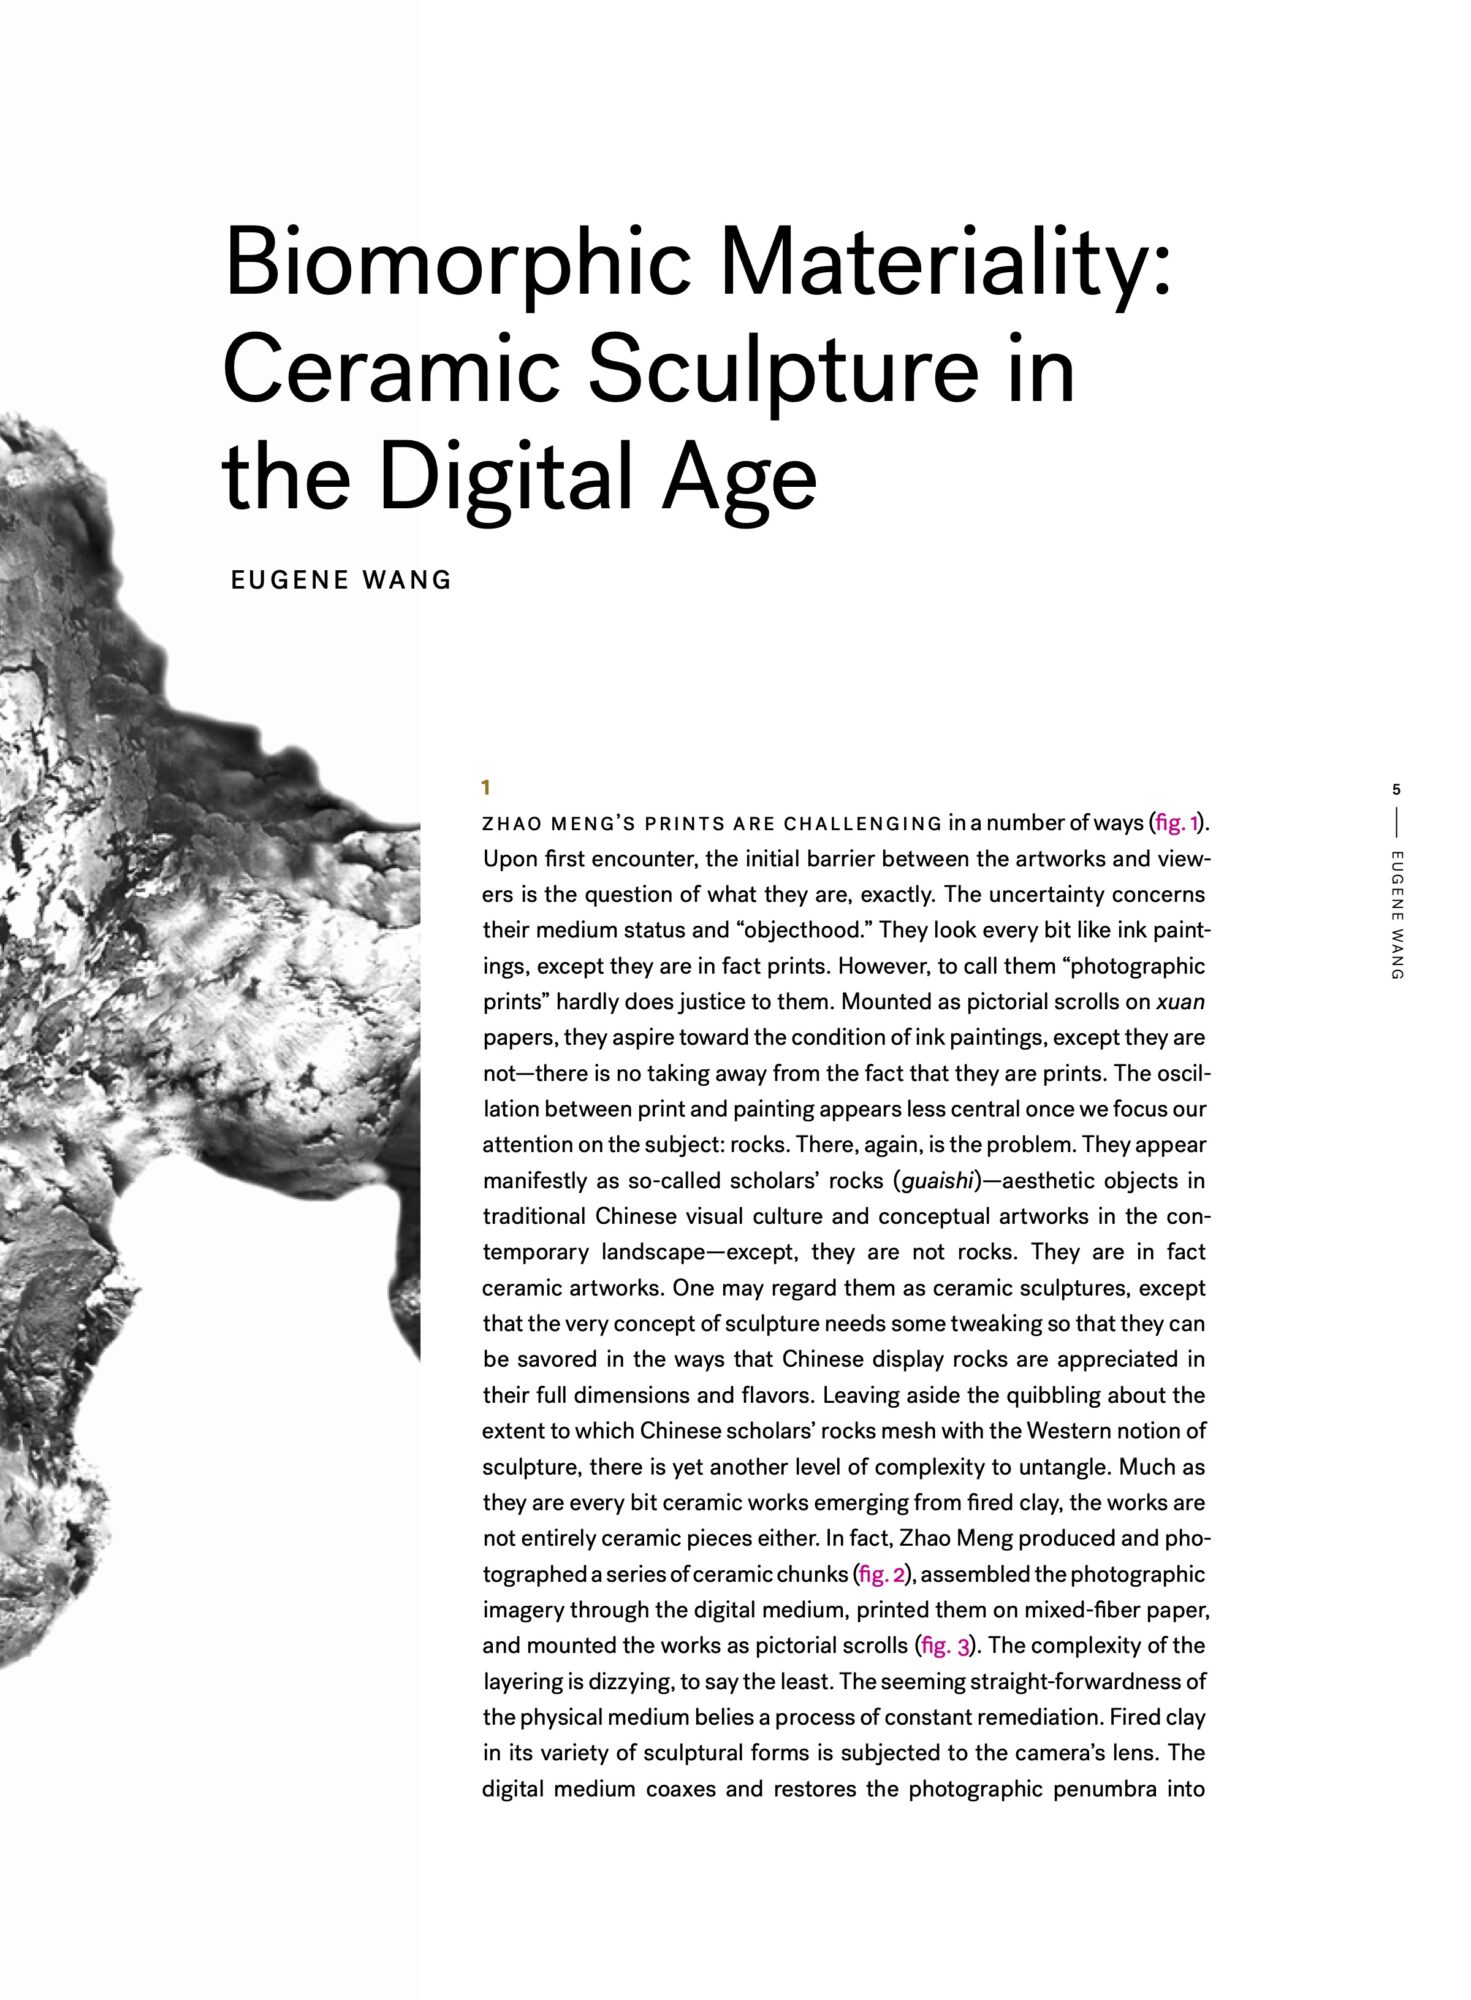 Biomorphic Materiality:
Ceramic Sculpture in
the Digital Age
EUGENE WANG
1
ZHAO MENG’S PRINTS ARE CHALLENGING in a number of ways (fig. 1).
Upon first encounter, the initial barrier between the artworks and view-
ers is the question of what they are, exactly. The uncertainty concerns
their medium status and “objecthood.” They look every bit like ink paint-
ings, except they are in fact prints. However, to call them “photographic
prints” hardly does justice to them. Mounted as pictorial scrolls on xuan
papers, they aspire toward the condition of ink paintings, except they are
not—there is no taking away from the fact that they are prints. The oscil-
lation between print and painting appears less central once we focus our
attention on the subject: rocks. There, again, is the problem. They appear
manifestly as so-called scholars’ rocks (guaishi)—aesthetic objects in
traditional Chinese visual culture and conceptual artworks in the con-
temporary landscape—except, they are not rocks. They are in fact
ceramic artworks. One may regard them as ceramic sculptures, except
that the very concept of sculpture needs some tweaking so that they can
be savored in the ways that Chinese display rocks are appreciated in
their full dimensions and flavors. Leaving aside the quibbling about the
extent to which Chinese scholars’ rocks mesh with the Western notion of
sculpture, there is yet another level of complexity to untangle. Much as
they are every bit ceramic works emerging from fired clay, the works are
not entirely ceramic pieces either. In fact, Zhao Meng produced and pho-
tographed a series of ceramic chunks (fig. 2), assembled the photographic
imagery through the digital medium, printed them on mixed-fiber paper,
and mounted the works as pictorial scrolls (fig. 3). The complexity of the
layering is dizzying, to say the least. The seeming straight-forwardness of
the physical medium belies a process of constant remediation. Fired clay
in its variety of sculptural forms is subjected to the camera’s lens. The
digital medium coaxes and restores the photographic penumbra into
5
EUGENE WANG